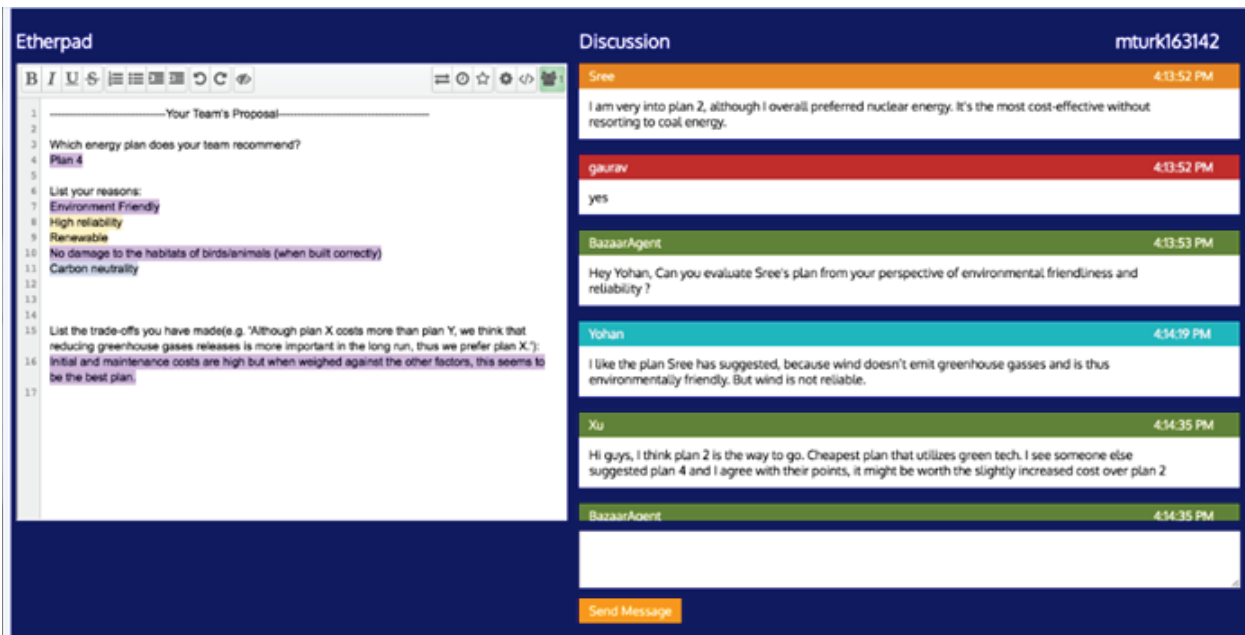 Etherpad
B I U S
1 ------------------------Your Team's Proposal------------------------
2
3 Which energy plan does your team recommend?
4 Plan 4
5
6 List your reasons:
7 Environment Friendly
8 High reliability
9 Renewable
10 No damage to the habitats of birds/animals (when built correctly)
11 Carbon neutrality
12
13
14
15 List the trade-offs you have made(e.g. 'Although plan X costs more than plan Y, we think that
reducing greenhouse gases releases is more important in the long run, thus we prefer plan X.'):
16 Initial and maintenance costs are high but when weighed against the other factors, this seems to
be the best plan.
17
Discussion mturk163142
Sree 4:13:52 PM
I am very into plan 2, although I overall preferred nuclear energy. It's the most cost-effective without
resorting to coal energy.
gaurav 4:13:52 PM
yes
BazaarAgent 4:13:53 PM
Hey Yohan, Can you evaluate Sree's plan from your perspective of environmental friendliness and
reliability ?
Yohan 4:14:19 PM
I like the plan Sree has suggested, because wind doesn't emit greenhouse gasses and is thus
environmentally friendly. But wind is not reliable.
Xu 4:14:35 PM
Hi guys, I think plan 2 is the way to go. Cheapest plan that utilizes green tech. I see someone else
suggested plan 4 and I agree with their points, it might be worth the slightly increased cost over plan 2
BazaarAgent 4:14:35 PM
Send Message